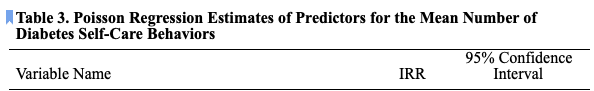 Table 3. Poisson Regression Estimates of Predictors for the Mean Number of
Diabetes Self-Care Behaviors
95% Confidence
Variable Name IRR Interval